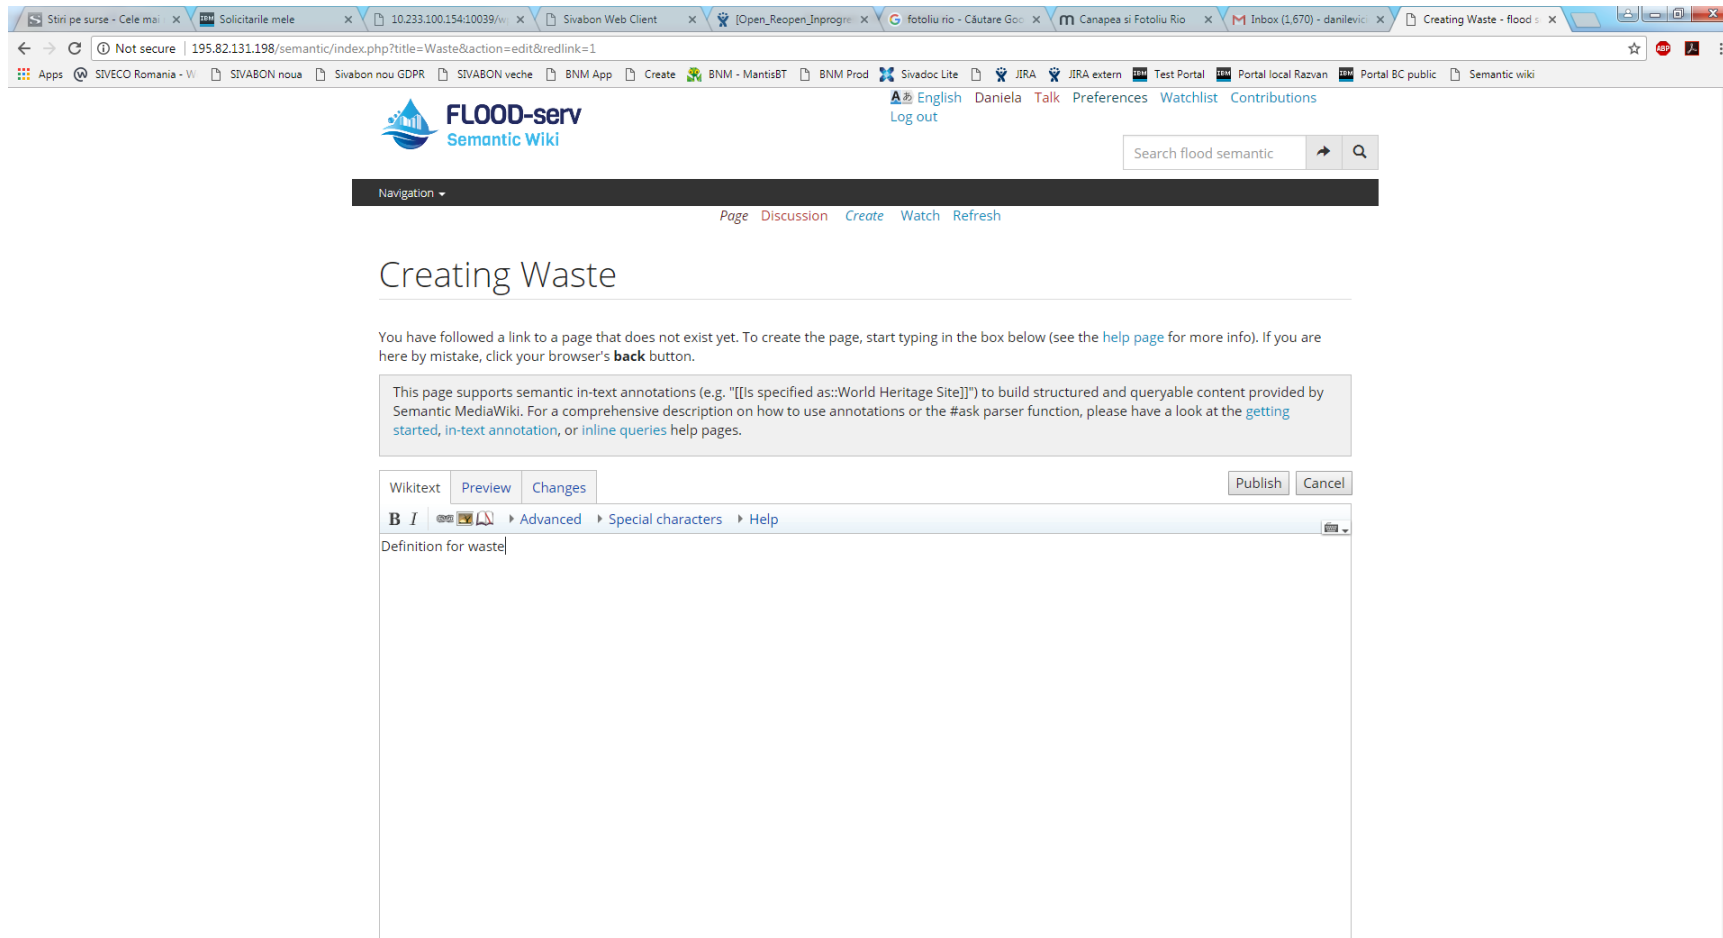 Stiri pe surse - Cele mai
Solicitarile mele
10.233.100.154:10039/w
Sivabon Web Client
[Open_Reopen_Inprogre
fotoliu rio - Căutare Goo
Canapea si Fotoliu Rio
Inbox (1,670) - danilevici
Creating Waste - flood s
Not secure | 195.82.131.198/semantic/index.php?title=Waste&action=edit&redlink=1
Apps SIVECO Romania - W SIVABON noua Sivabon nou GDPR SIVABON veche BNM App Create BNM - MantisBT BNM Prod Sivadoc Lite JIRA JIRA extern Test Portal Portal local Razvan Portal BC public Semantic wiki
FLOOD-serv
Semantic Wiki
English Daniela Talk Preferences Watchlist Contributions
Log out
Search flood semantic
Navigation
Page Discussion Create Watch Refresh
Creating Waste
You have followed a link to a page that does not exist yet. To create the page, start typing in the box below (see the help page for more info). If you are
here by mistake, click your browser's back button.
This page supports semantic in-text annotations (e.g. "[[Is specified as::World Heritage Site]]") to build structured and queryable content provided by
Semantic MediaWiki. For a comprehensive description on how to use annotations or the #ask parser function, please have a look at the getting
started, in-text annotation, or inline queries help pages.
Wikitext Preview Changes
Publish Cancel
B I Advanced Special characters Help
Definition for waste